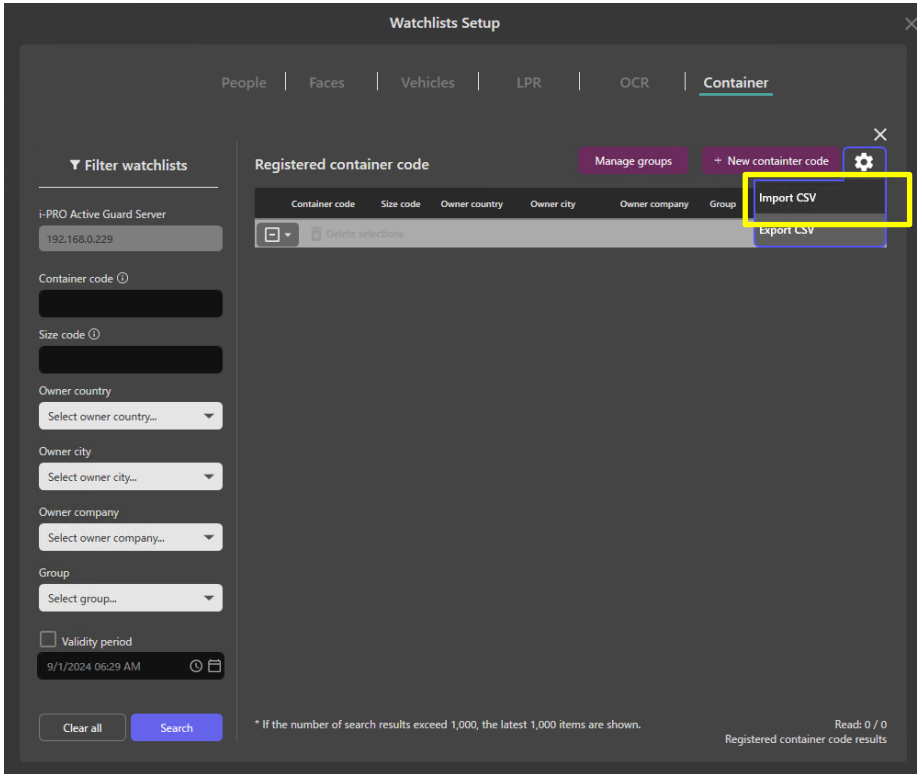 Watchlists Setup
People | Faces | Vehicles | LPR | OCR | Container
Filter watchlists
i-PRO Active Guard Server
192.168.0.229
Container code
Size code
Owner country
Select owner country...
Owner city
Select owner city...
Owner company
Select owner company...
Group
Select group...
Validity period
9/1/2024 06:29 AM
Clear all
Search
Registered container code
Manage groups
+ New containter code
Import CSV
Export CSV
Container code Size code Owner country Owner city Owner company Group
Delete selections
* If the number of search results exceed 1,000, the latest 1,000 items are shown.
Read: 0 / 0
Registered container code results